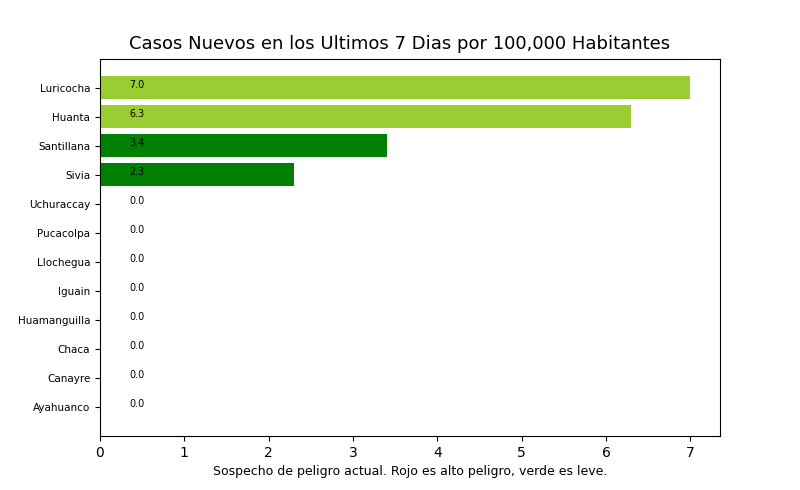 Casos Nuevos en los Ultimos 7 Dias por 100,000 Habitantes
Luricocha 7.0
Huanta 6.3
Santillana 3.4
Sivia 2.3
Uchuraccay 0.0
Pucacolpa 0.0
Llochegua 0.0
Iguain 0.0
Huamanguilla 0.0
Chaca 0.0
Canayre 0.0
Ayahuanco 0.0
0 1 2 3 4 5 6 7
Sospecho de peligro actual. Rojo es alto peligro, verde es leve.